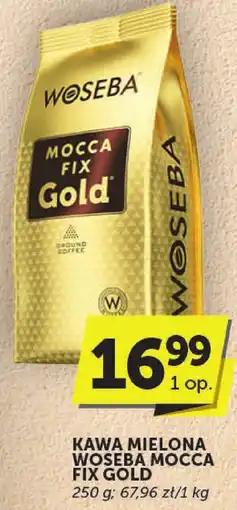 WOSEBA®
MOCCA
FIX
Gold®
GROUND
COFFEE
W
WOSEBA
16 99
1 op.
KAWA MIELONA
WOSEBA MOCCA
FIX GOLD
250 g; 67,96 zł/1 kg